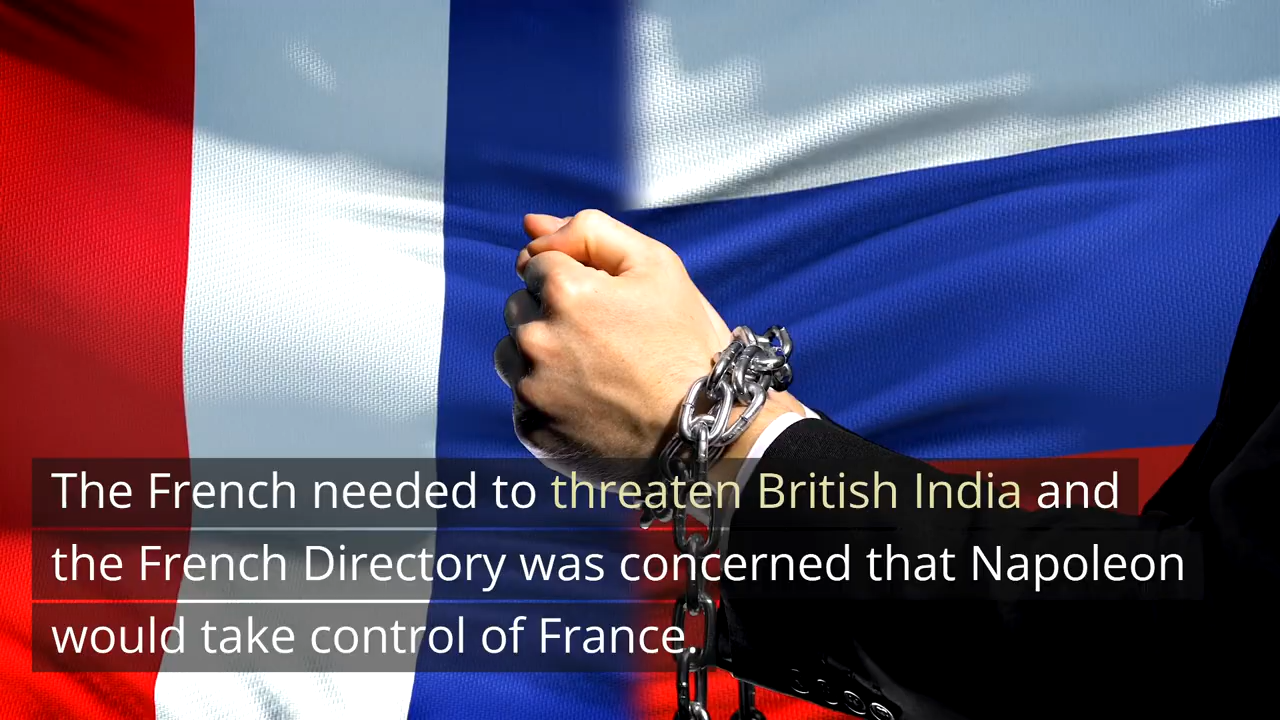 The French needed to threaten British India and
the French Directory was concerned that Napoleon
would take control of France.